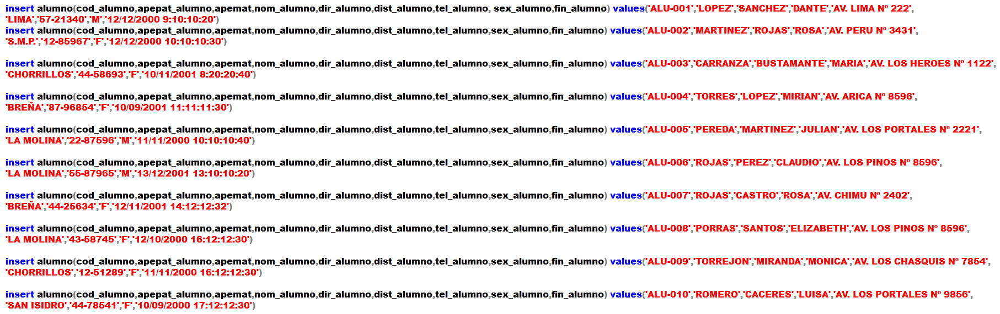 insert alumno(cod_alumno,apepat_alumno,apemat,nom_alumno,dir_alumno,dist_alumno,tel_alumno, sex_alumno,fin_alumno) values('ALU-001','LOPEZ','SANCHEZ','DANTE','AV. LIMA Nº 222',
'LIMA','57-21340','M','12/12/2000 9:10:10:20')
insert alumno(cod_alumno,apepat_alumno,apemat,nom_alumno,dir_alumno,dist_alumno,tel_alumno,sex_alumno,fin_alumno) values('ALU-002','MARTINEZ','ROJAS','ROSA','AV. PERU Nº 3431',
'S.M.P.','12-85967','F','12/12/2000 10:10:10:30')
insert alumno(cod_alumno,apepat_alumno,apemat,nom_alumno,dir_alumno,dist_alumno,tel_alumno,sex_alumno,fin_alumno) values('ALU-003','CARRANZA','BUSTAMANTE','MARIA','AV. LOS HEROES Nº 1122',
'CHORRILLOS','44-58693','F','10/11/2001 8:20:20:40')
insert alumno(cod_alumno,apepat_alumno,apemat,nom_alumno,dir_alumno,dist_alumno,tel_alumno,sex_alumno,fin_alumno) values('ALU-004','TORRES','LOPEZ','MIRIAN','AV. ARICA Nº 8596',
'BREÑA','87-96854','F','10/09/2001 11:11:11:30')
insert alumno(cod_alumno,apepat_alumno,apemat,nom_alumno,dir_alumno,dist_alumno,tel_alumno,sex_alumno,fin_alumno) values('ALU-005','PEREDA','MARTINEZ','JULIAN','AV. LOS PORTALES Nº 2221',
'LA MOLINA','22-87596','M','11/11/2000 10:10:10:40')
insert alumno(cod_alumno,apepat_alumno,apemat,nom_alumno,dir_alumno,dist_alumno,tel_alumno,sex_alumno,fin_alumno) values('ALU-006','ROJAS','PEREZ','CLAUDIO','AV. LOS PINOS Nº 8596',
'LA MOLINA','55-87965','M','13/12/2001 13:10:10:20')
insert alumno(cod_alumno,apepat_alumno,apemat,nom_alumno,dir_alumno,dist_alumno,tel_alumno,sex_alumno,fin_alumno) values('ALU-007','ROJAS','CASTRO','ROSA','AV. CHIMU Nº 2402',
'BREÑA','44-25634','F','12/11/2001 14:12:12:32')
insert alumno(cod_alumno,apepat_alumno,apemat,nom_alumno,dir_alumno,dist_alumno,tel_alumno,sex_alumno,fin_alumno) values('ALU-008','PORRAS','SANTOS','ELIZABETH','AV. LOS PINOS Nº 8596',
'LA MOLINA','43-58745','F','12/10/2000 16:12:12:30')
insert alumno(cod_alumno,apepat_alumno,apemat,nom_alumno,dir_alumno,dist_alumno,tel_alumno,sex_alumno,fin_alumno) values('ALU-009','TORREJON','MIRANDA','MONICA','AV. LOS CHASQUIS Nº 7854',
'CHORRILLOS','12-51289','F','11/11/2000 16:12:12:30')
insert alumno(cod_alumno,apepat_alumno,apemat,nom_alumno,dir_alumno,dist_alumno,tel_alumno,sex_alumno,fin_alumno) values('ALU-010','ROMERO','CACERES','LUISA','AV. LOS PORTALES Nº 9856',
'SAN ISIDRO','44-78541','F','10/09/2000 17:12:12:30')